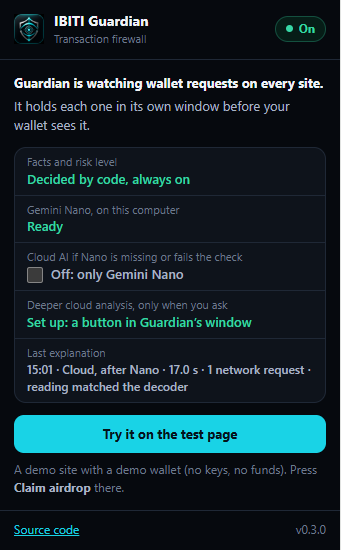 IBITI Guardian
Transaction firewall
On
Guardian is watching wallet requests on every site.
It holds each one in its own window before your
wallet sees it.
Facts and risk level
Decided by code, always on
Gemini Nano, on this computer
Ready
Cloud AI if Nano is missing or fails the check
Off: only Gemini Nano
Deeper cloud analysis, only when you ask
Set up: a button in Guardian's window
Last explanation
15:01 · Cloud, after Nano · 17.0 s · 1 network request ·
reading matched the decoder
Try it on the test page
A demo site with a demo wallet (no keys, no funds). Press
Claim airdrop there.
Source code
v0.3.0